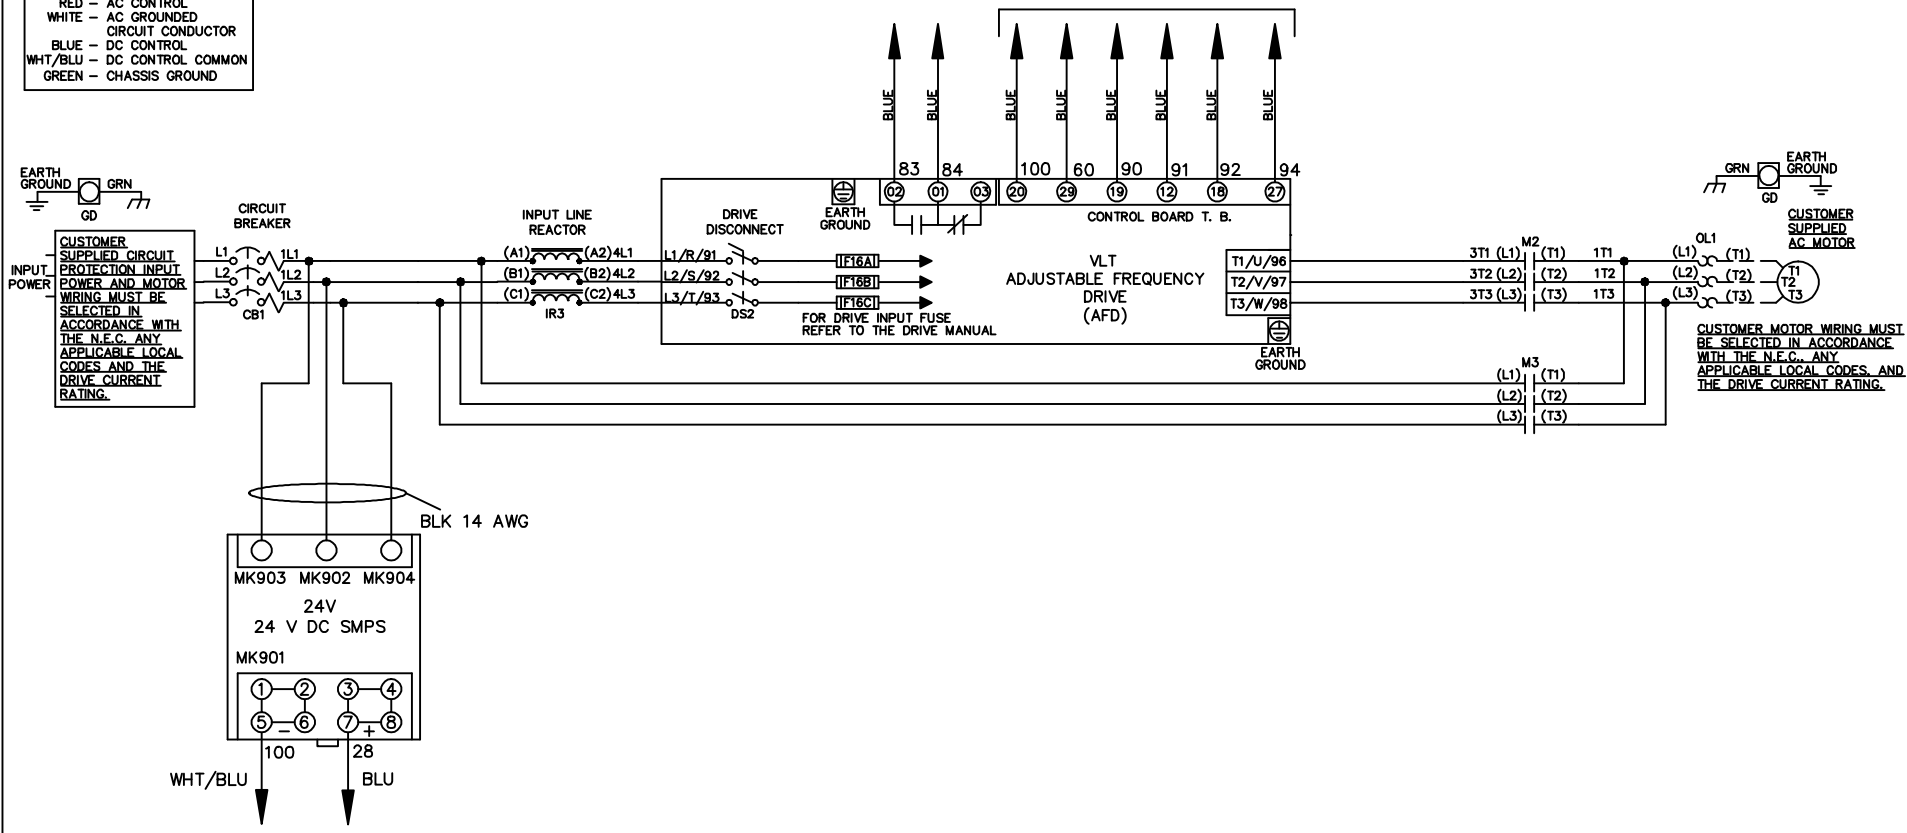 RED – AC CONTROL
WHITE – AC GROUNDED
CIRCUIT CONDUCTOR
BLUE – DC CONTROL
WHT/BLU – DC CONTROL COMMON
GREEN – CHASSIS GROUND
BLUE
BLUE
BLUE
BLUE
BLUE
BLUE
BLUE
BLUE
83
84
100
60
90
91
92
94
02
01
03
20
29
19
12
18
27
CONTROL BOARD T. B.
EARTH
GROUND
GRN
GD
CIRCUIT
BREAKER
INPUT
POWER
CUSTOMER
SUPPLIED CIRCUIT
PROTECTION INPUT
POWER AND MOTOR
WIRING MUST BE
SELECTED IN
ACCORDANCE WITH
THE N.E.C. ANY
APPLICABLE LOCAL
CODES AND THE
DRIVE CURRENT
RATING.
L1
L2
L3
1L1
1L2
1L3
CB1
INPUT LINE
REACTOR
(A1)
(A2)
4L1
(B1)
(B2)
4L2
(C1)
(C2)
4L3
IR3
DRIVE
DISCONNECT
L1/R/91
L2/S/92
L3/T/93
DS2
EARTH
GROUND
F16A
F16B
F16C
FOR DRIVE INPUT FUSE
REFER TO THE DRIVE MANUAL
VLT
ADJUSTABLE FREQUENCY
DRIVE
(AFD)
T1/U/96
T2/V/97
T3/W/98
EARTH
GROUND
M2
3T1 (L1) (T1) 1T1
3T2 (L2) (T2) 1T2
3T3 (L3) (T3) 1T3
M3
(L1) (T1)
(L2) (T2)
(L3) (T3)
OL1
(L1) (T1)
(L2) (T2)
(L3) (T3)
T1
T2
T3
GRN
EARTH
GROUND
GD
CUSTOMER
SUPPLIED
AC MOTOR
CUSTOMER MOTOR WIRING MUST
BE SELECTED IN ACCORDANCE
WITH THE N.E.C., ANY
APPLICABLE LOCAL CODES, AND
THE DRIVE CURRENT RATING.
BLK 14 AWG
MK903 MK902 MK904
24V
24 V DC SMPS
MK901
1 2 3 4
5 6 7 8
– +
100
28
WHT/BLU
BLU